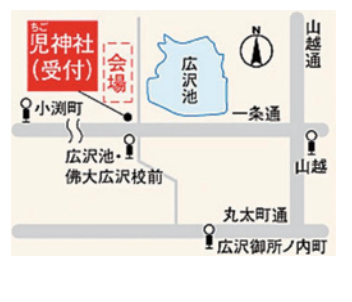 ちご
児神社
(受付)
会場
広沢池
N
山越通
小渕町
一条通
広沢池・
佛大広沢校前
山越
丸太町通
広沢御所ノ内町